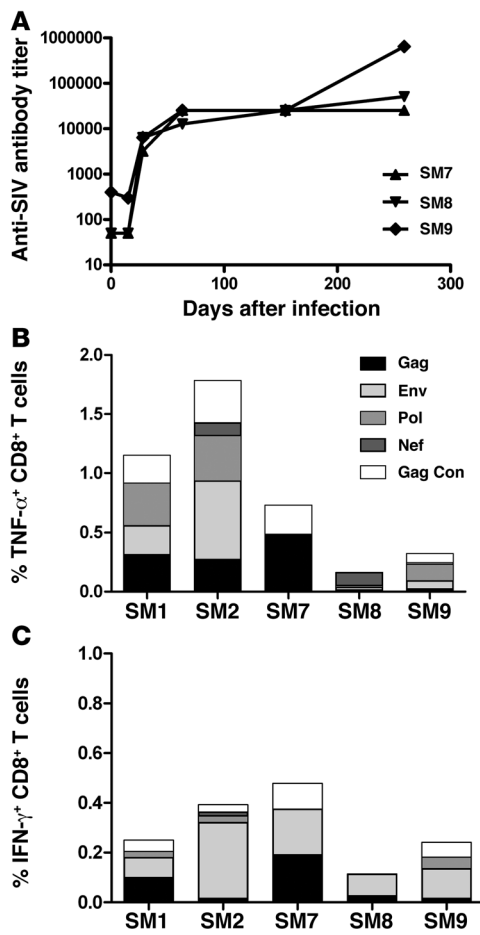 A
Anti-SIV antibody titer
1000000
100000
10000
1000
100
10
0
100
200
300
Days after infection
SM7
SM8
SM9
B
% TNF-α⁺ CD8⁺ T cells
2.0
1.5
1.0
0.5
0.0
Gag
Env
Pol
Nef
Gag Con
SM1 SM2 SM7 SM8 SM9
C
% IFN-γ⁺ CD8⁺ T cells
1.0
0.8
0.6
0.4
0.2
0.0
SM1 SM2 SM7 SM8 SM9